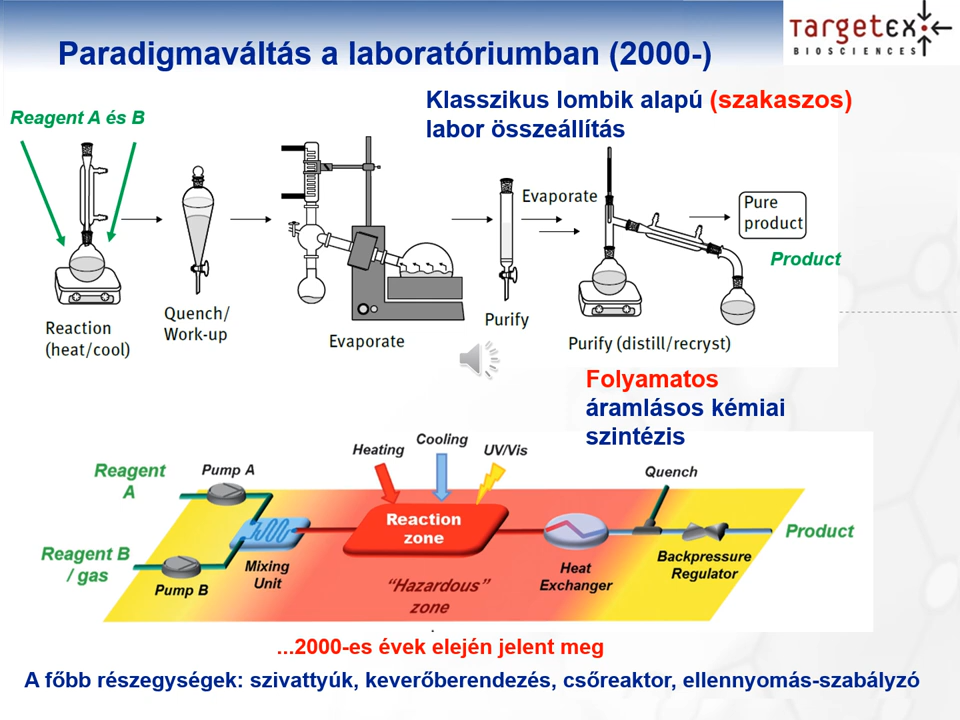 TARGETEX
BIOSCIENCES
Paradigmaváltás a laboratóriumban (2000-)
Klasszikus lombik alapú (szakaszos)
labor összeállítás
Reagent A és B
Evaporate
Pure
product
Product
Reaction
(heat/cool)
Quench/
Work-up
Evaporate
Purify
Purify (distill/recryst)
Folyamatos
áramlásos kémiai
szintézis
Heating
Cooling
UV/Vis
Reagent
A
Pump A
Quench
Reaction
zone
Product
Reagent B
/ gas
Pump B
Mixing
Unit
"Hazardous"
zone
Heat
Exchanger
Backpressure
Regulator
...2000-es évek elején jelent meg
A főbb részegységek: szivattyúk, keverőberendezés, csőreaktor, ellennyomás-szabályzó